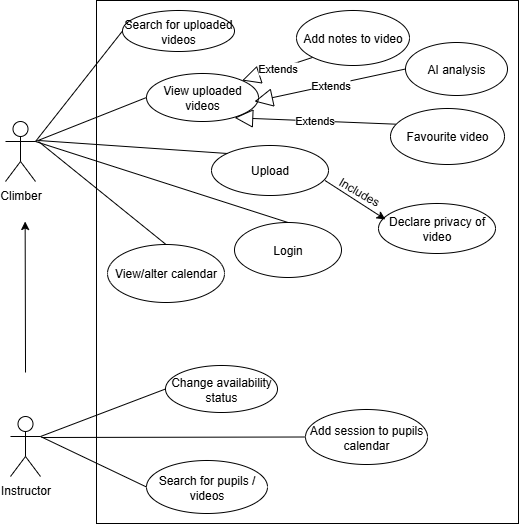 Search for uploaded
videos
Add notes to video
Extends
AI analysis
View uploaded
videos
Extends
Extends
Favourite video
Upload
Includes
Climber
Declare privacy of
video
Login
View/alter calendar
Change availability
status
Add session to pupils
calendar
Instructor
Search for pupils /
videos